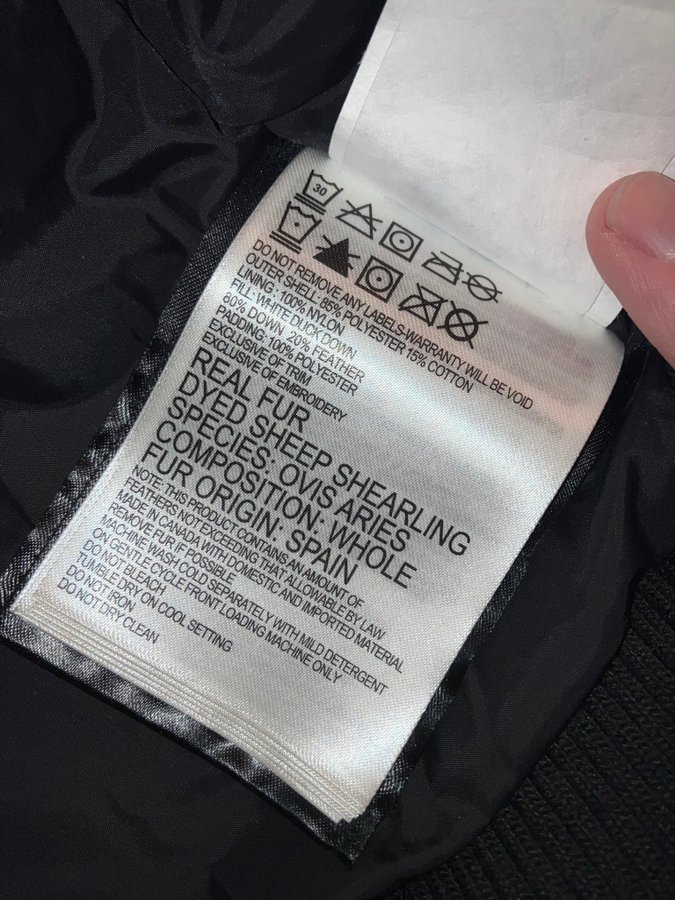 30
DO NOT REMOVE ANY LABELS-WARRANTY WILL BE VOID
OUTER SHELL: 85% POLYESTER 15% COTTON
LINING: 100% NYLON
FILL: WHITE DUCK DOWN
80% DOWN, 20% FEATHER
PADDING: 100% POLYESTER
EXCLUSIVE OF TRIM
EXCLUSIVE OF EMBROIDERY
REAL FUR
DYED SHEEP SHEARLING
SPECIES: OVIS ARIES
COMPOSITION: WHOLE
FUR ORIGIN: SPAIN
NOTE: THIS PRODUCT CONTAINS AN AMOUNT OF
FEATHERS NOT EXCEEDING THAT ALLOWABLE BY LAW
MADE IN CANADA WITH DOMESTIC AND IMPORTED MATERIAL
REMOVE FUR IF POSSIBLE
MACHINE WASH COLD SEPARATELY WITH MILD DETERGENT
ON GENTLE CYCLE FRONT LOADING MACHINE ONLY
DO NOT BLEACH
TUMBLE DRY ON COOL SETTING
DO NOT IRON
DO NOT DRY CLEAN